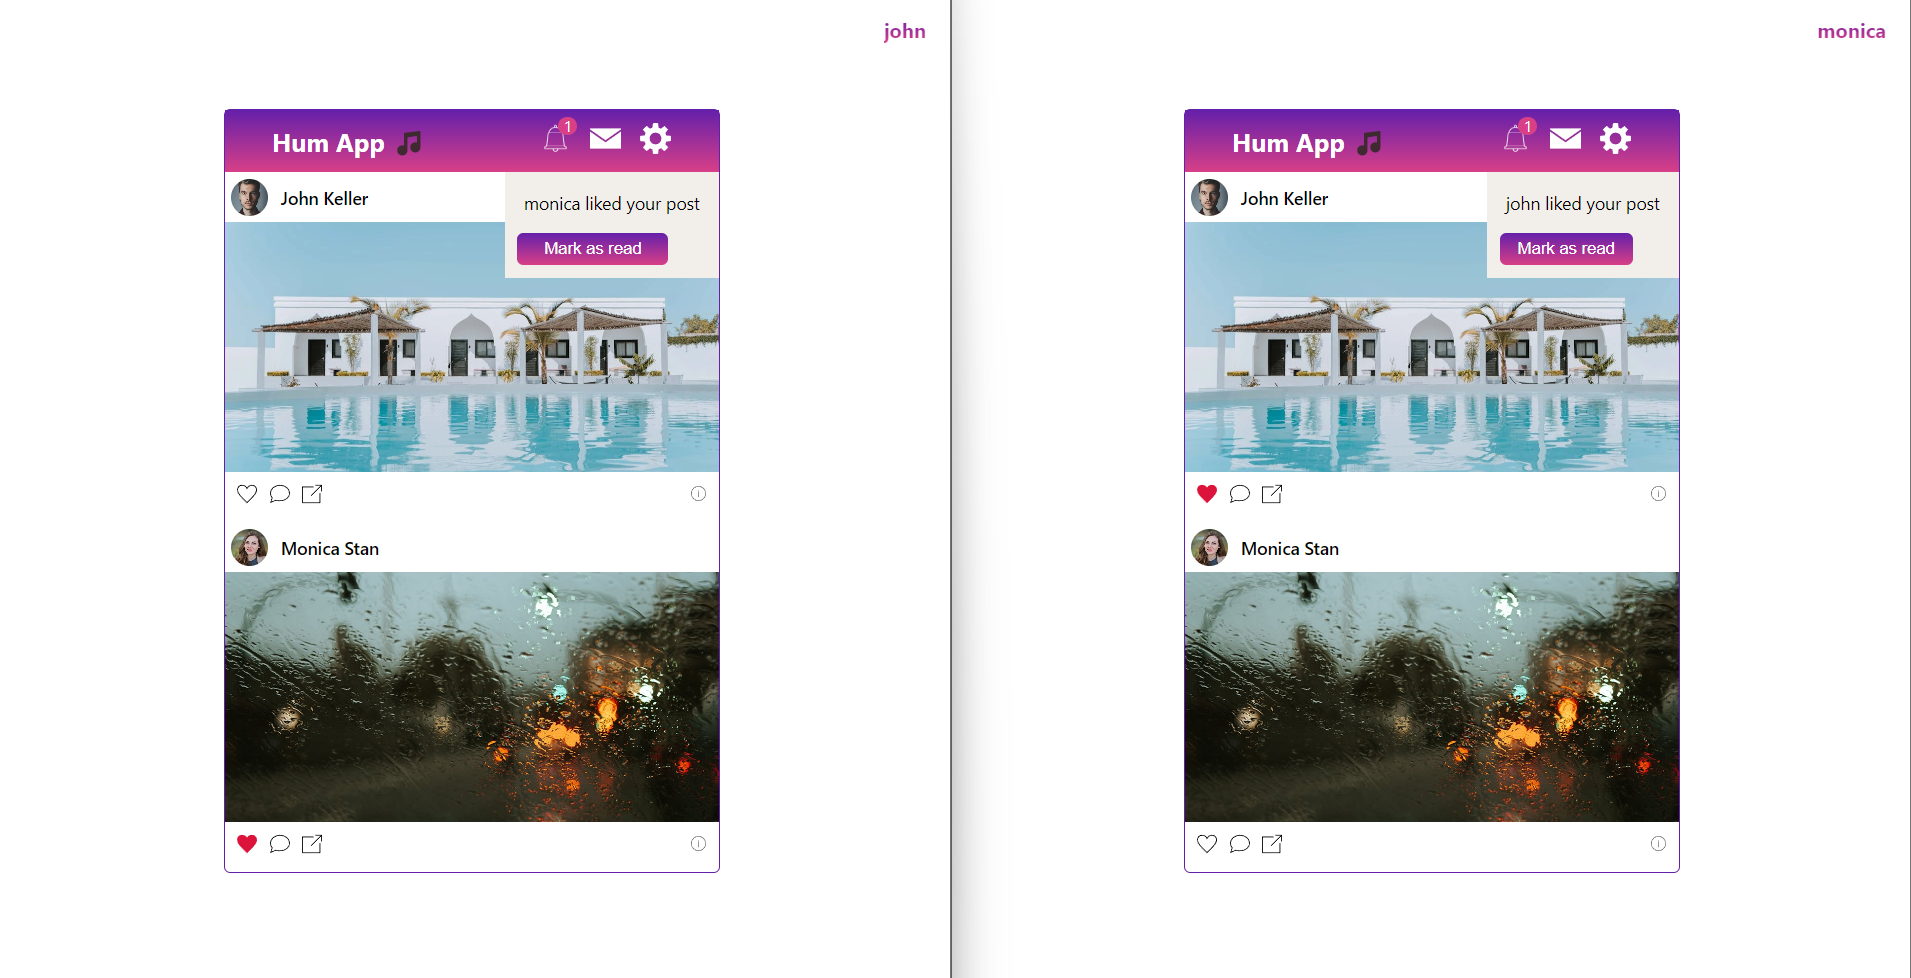 john
Hum App
1
John Keller
monica liked your post
Mark as read
Monica Stan
monica
Hum App
1
John Keller
john liked your post
Mark as read
Monica Stan